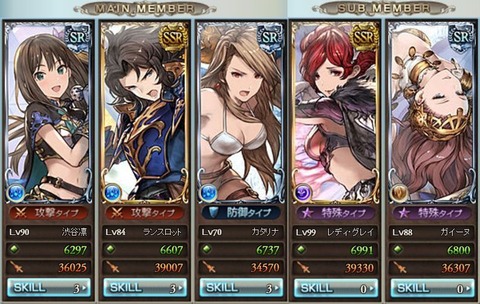 MAIN MEMBER
SUB MEMBER
SR
SSR
SR
SSR
SSR
攻撃タイプ
攻撃タイプ
防御タイプ
特殊タイプ
特殊タイプ
Lv90 渋谷凛
Lv84 ランスロット
Lv70 カタリナ
Lv99 レディ・グレイ
Lv88 ガイーヌ
6297
6607
6737
6991
6800
36025
39007
34570
39330
36307
SKILL 3
SKILL 3
SKILL 3
SKILL 0
SKILL 0